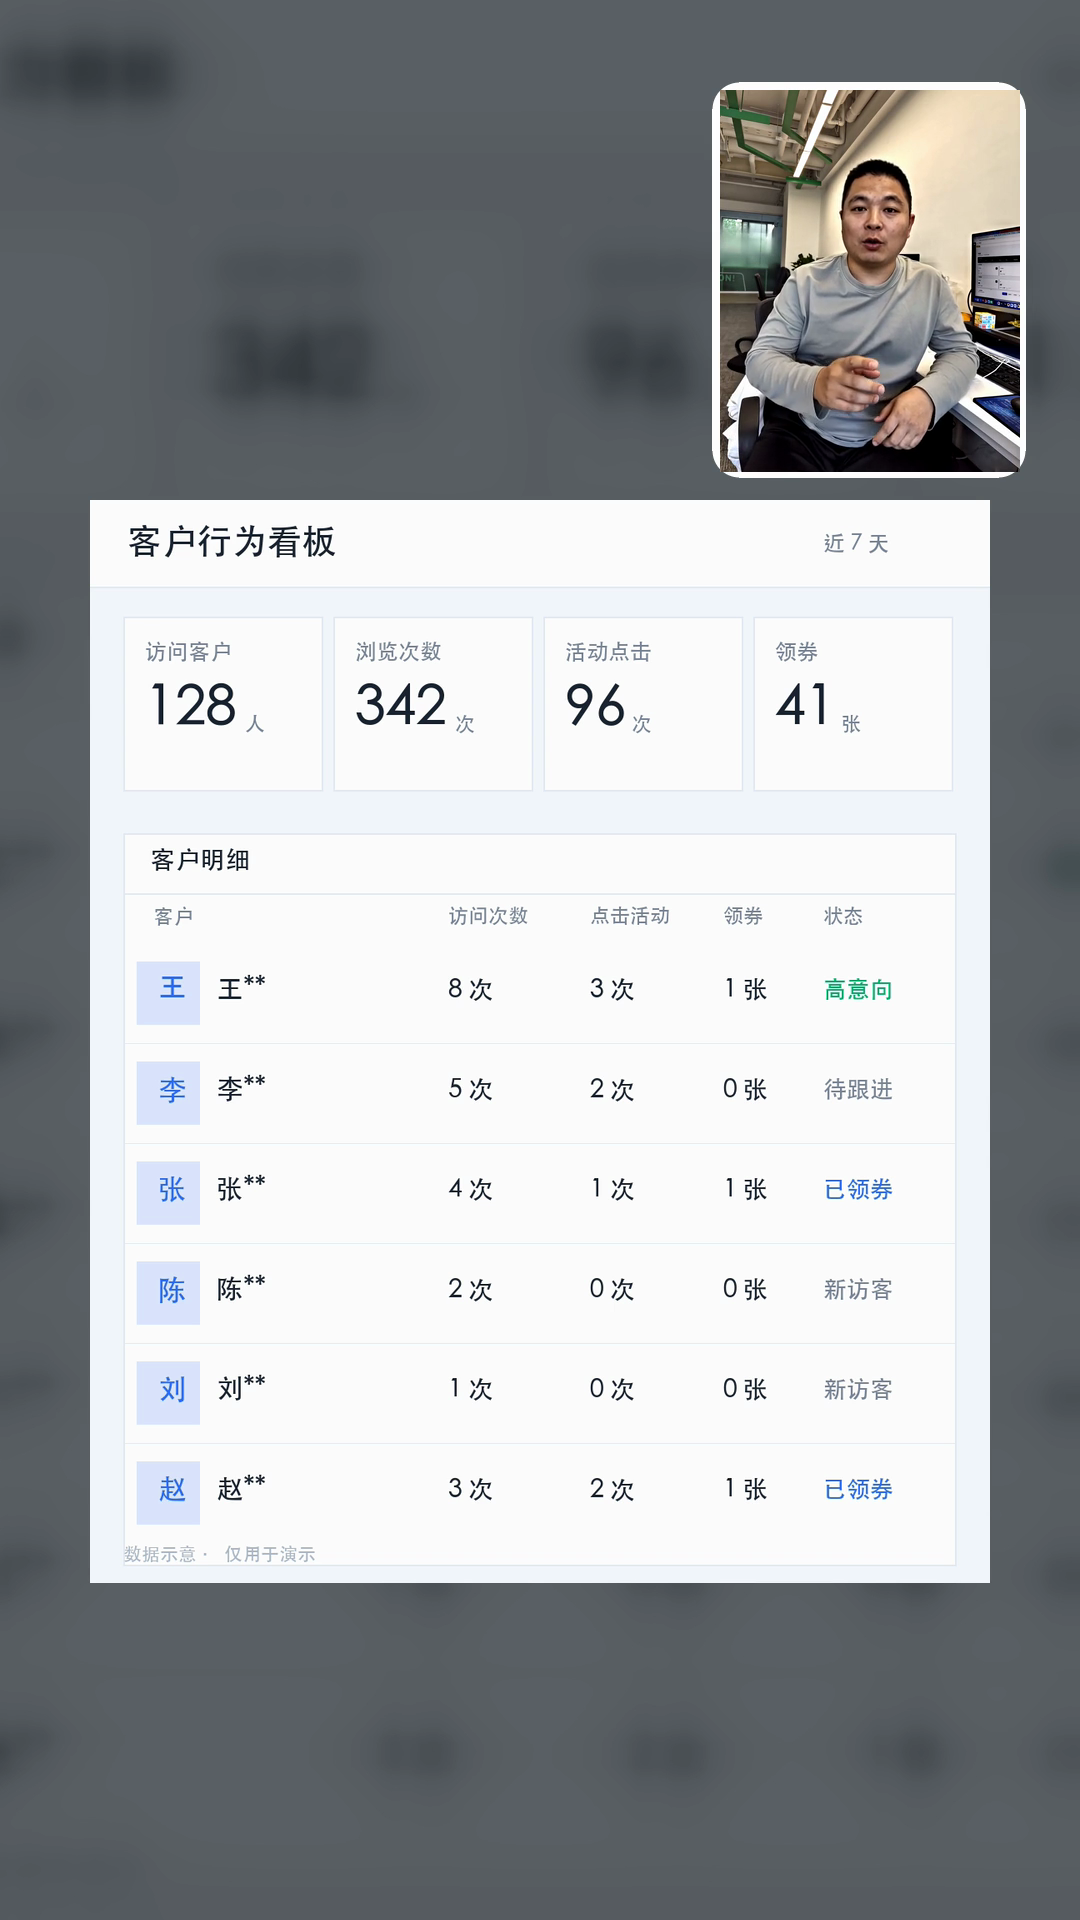 客户行为看板
近 7 天
访问客户 浏览次数 活动点击 领券
128 人 342 次 96 次 41 张
客户明细
客户 访问次数 点击活动 领券 状态
王 王** 8 次 3 次 1 张 高意向
李 李** 5 次 2 次 0 张 待跟进
张 张** 4 次 1 次 1 张 已领券
陈 陈** 2 次 0 次 0 张 新访客
刘 刘** 1 次 0 次 0 张 新访客
赵 赵** 3 次 2 次 1 张 已领券
数据示意 · 仅用于演示